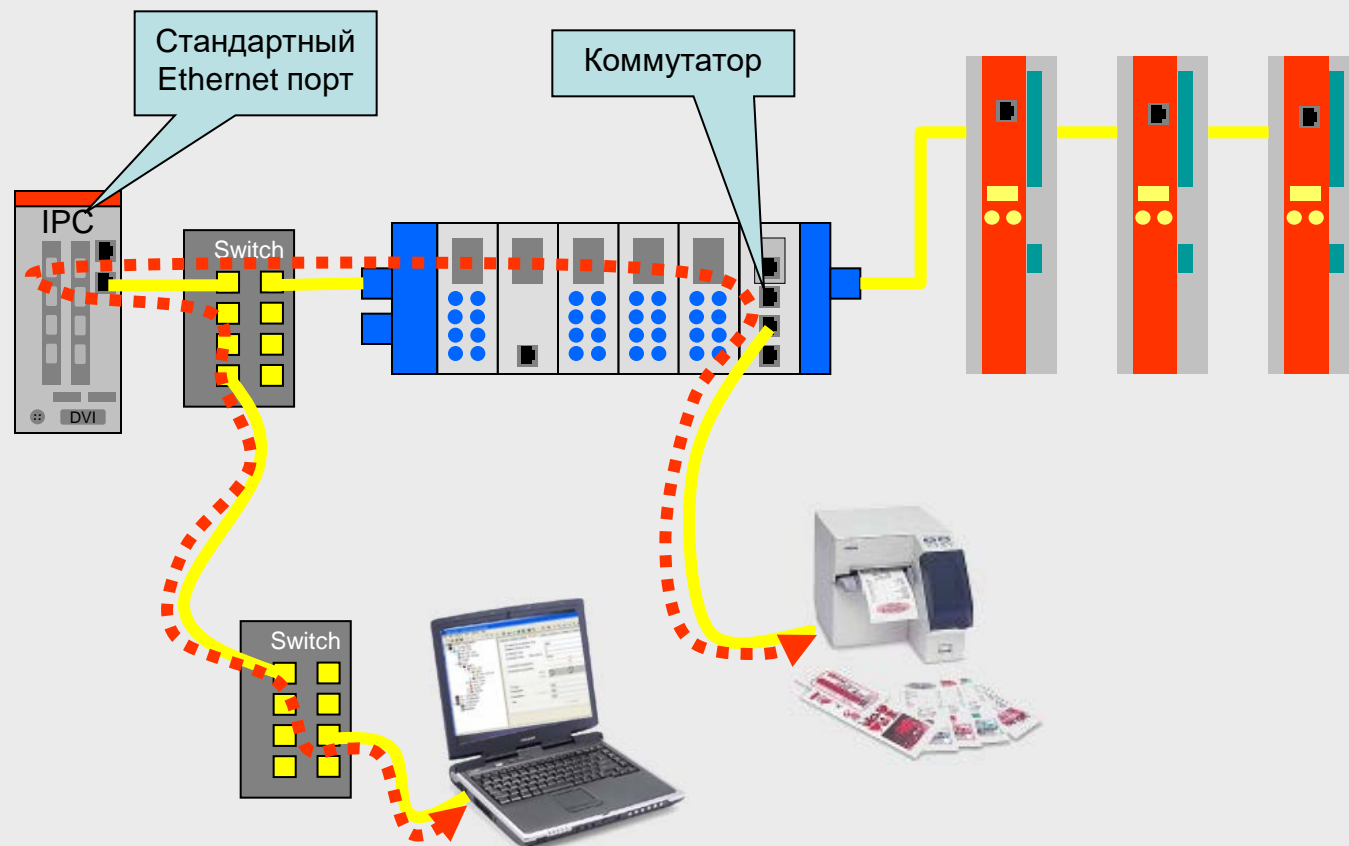 Стандартный
Ethernet порт
Коммутатор
IPC
Switch
DVI
Switch